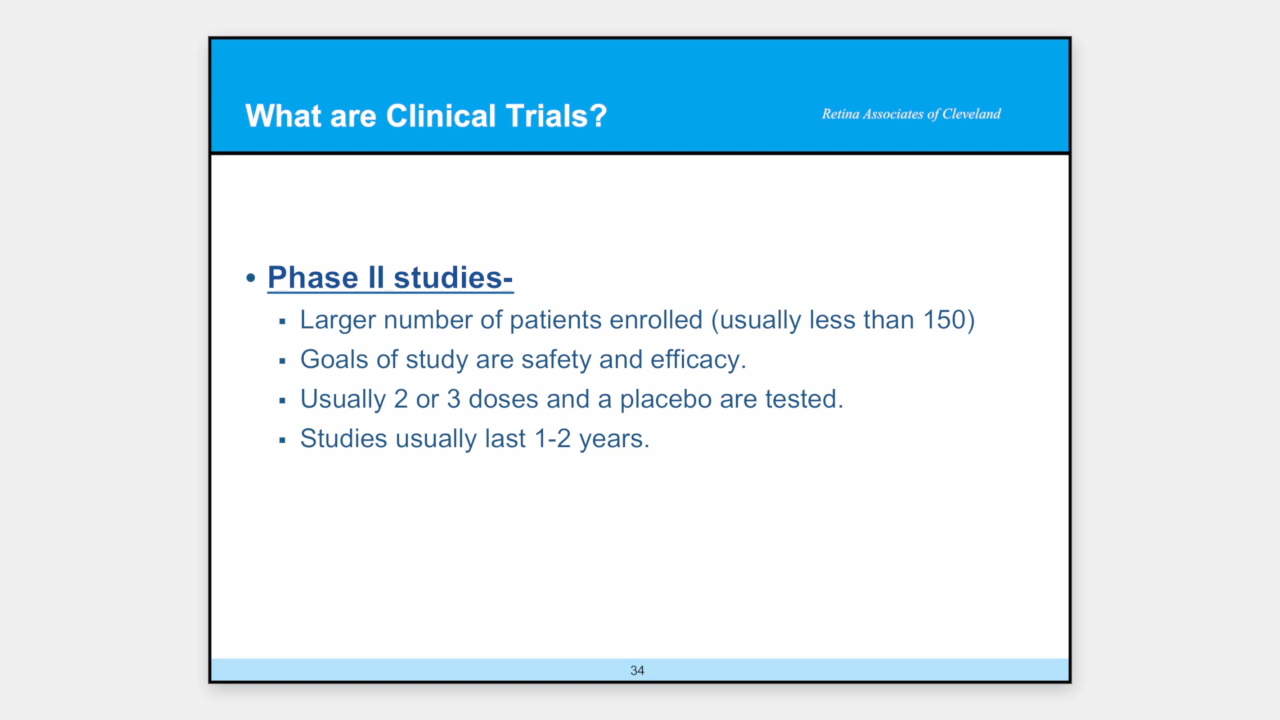 What are Clinical Trials?
Retina Associates of Cleveland
• Phase II studies-
▪ Larger number of patients enrolled (usually less than 150)
▪ Goals of study are safety and efficacy.
▪ Usually 2 or 3 doses and a placebo are tested.
▪ Studies usually last 1-2 years.
34